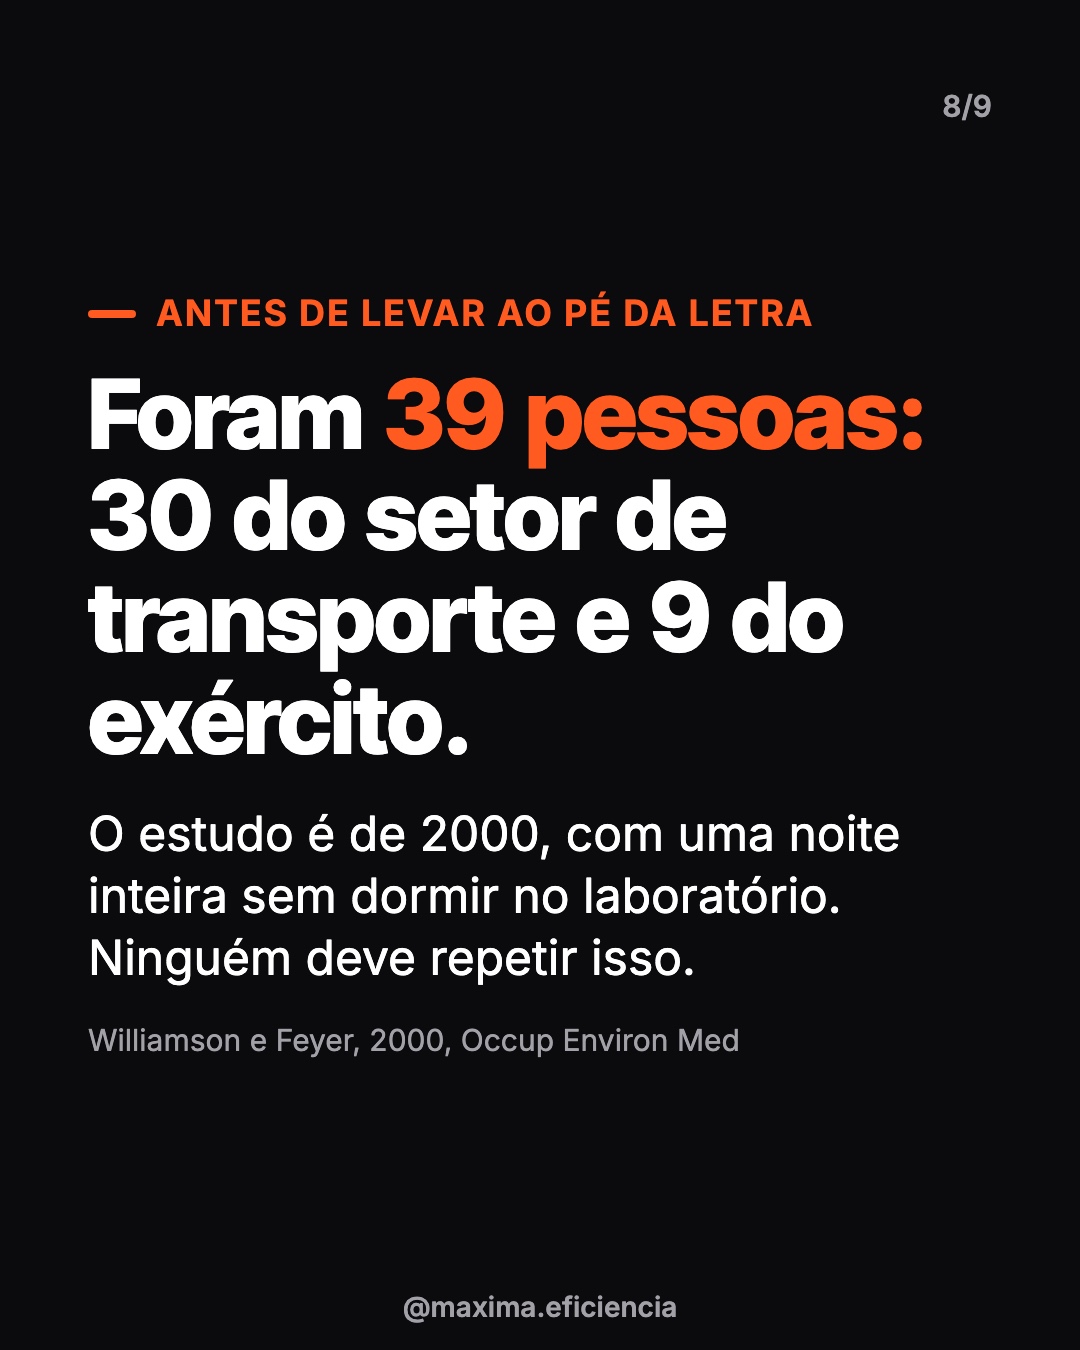 8/9
ANTES DE LEVAR AO PÉ DA LETRA
Foram 39 pessoas:
30 do setor de
transporte e 9 do
exército.
O estudo é de 2000, com uma noite
inteira sem dormir no laboratório.
Ninguém deve repetir isso.
Williamson e Feyer, 2000, Occup Environ Med
@maxima.eficiencia